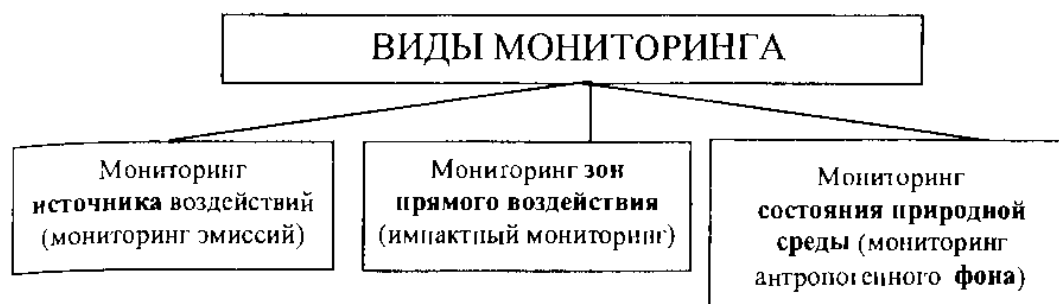 ВИДЫ МОНИТОРИНГА
Мониторинг
источника воздействий
(мониторинг эмиссий)
Мониторинг зон
прямого воздействия
(импактный мониторинг)
Мониторинг
состояния природной
среды (мониторинг
антропогенного фона)